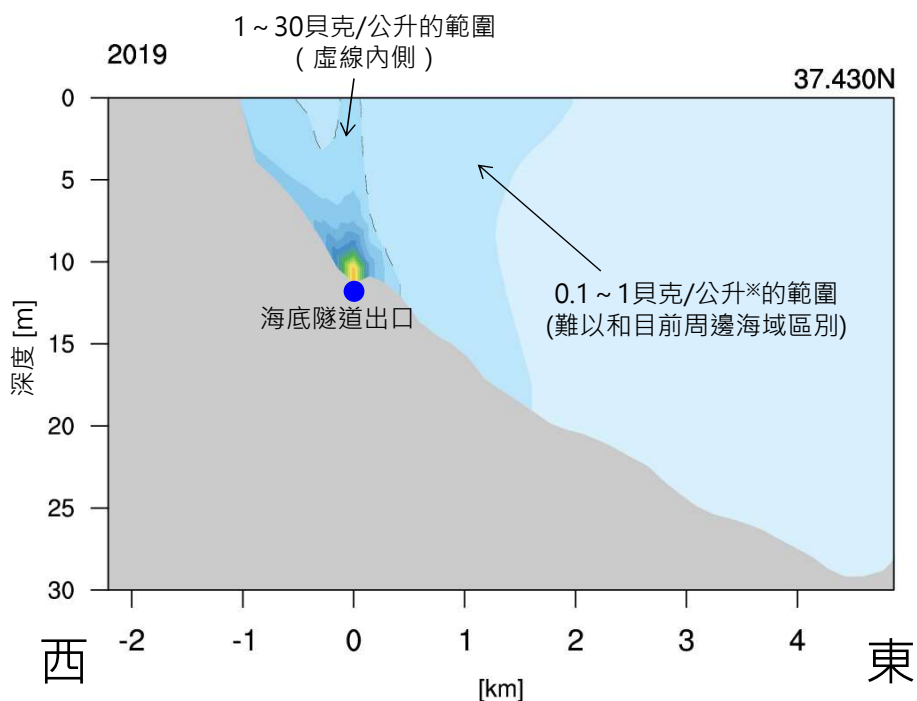 1～30貝克/公升的範圍
（虛線內側）
2019
37.430N
0
5
10
15
20
25
30
深度 [m]
海底隧道出口
0.1～1貝克/公升※的範圍
(難以和目前周邊海域區別)
-2
-1
0
1
2
3
4
西
東
[km]